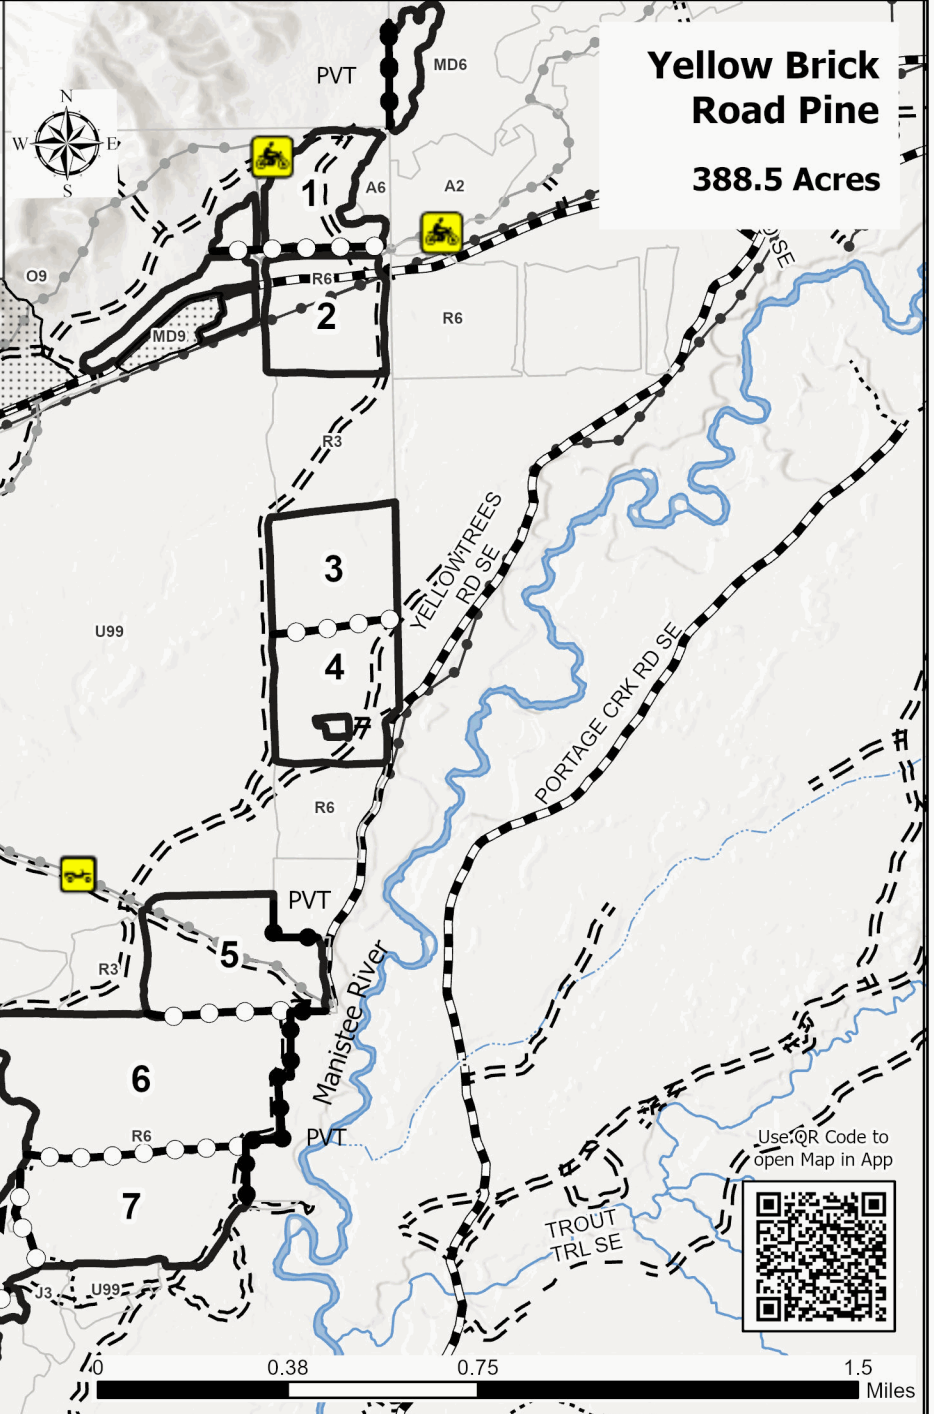 Yellow Brick
Road Pine
388.5 Acres
PVT
MD6
N
W E
S
1
A6
A2
O9
R6
2
R6
MD9
R3
3
YELLOWTREES
RD SE
U99
4
PORTAGE CRK RD SE
R6
PVT
5
R3
Manistee River
6
R6
PVT
Use QR Code to
open Map in App
7
TROUT
TRL SE
J3
U99
0 0.38 0.75 1.5
Miles